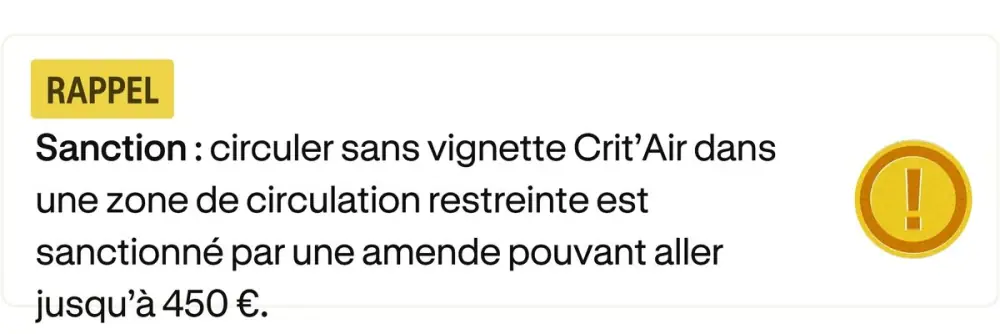 RAPPEL
Sanction : circuler sans vignette Crit’Air dans
une zone de circulation restreinte est
sanctionné par une amende pouvant aller
jusqu’à 450 €.